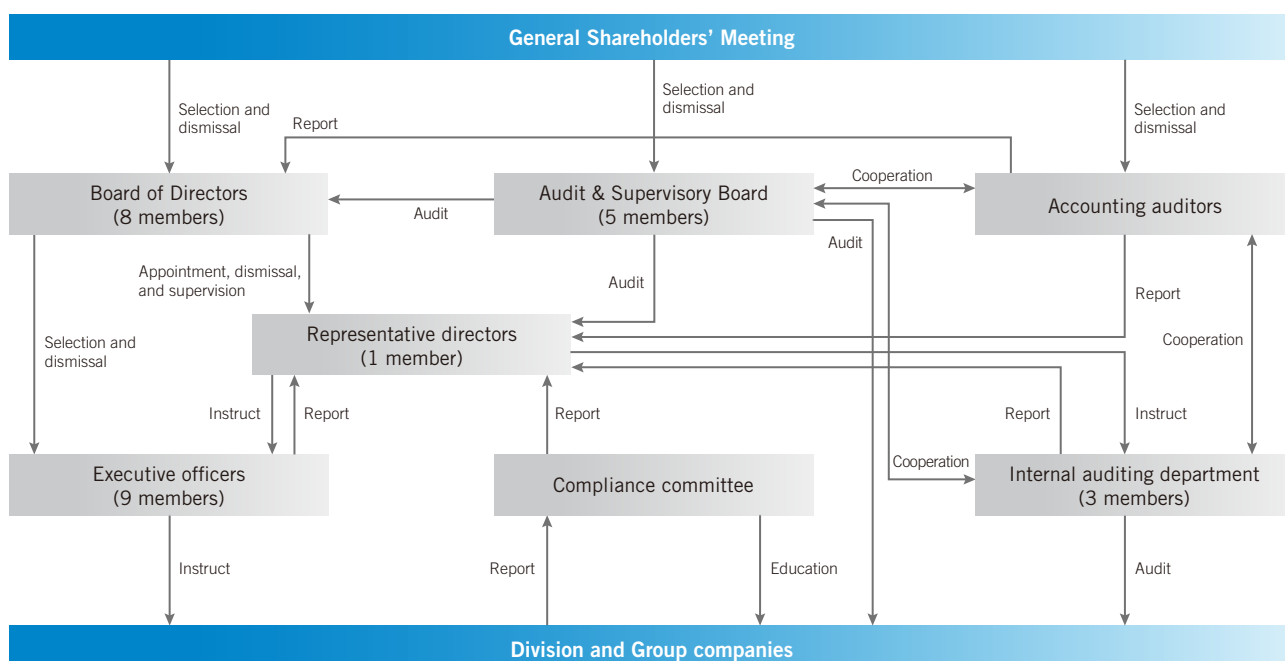 General Shareholders' Meeting
Selection and
dismissal
Selection and
dismissal
Selection and
dismissal
Report
Board of Directors
(8 members)
Audit
Audit & Supervisory Board
(5 members)
Cooperation
Accounting auditors
Audit
Appointment, dismissal,
and supervision
Audit
Report
Representative directors
(1 member)
Selection and
dismissal
Cooperation
Instruct
Report
Report
Report
Instruct
Executive officers
(9 members)
Compliance committee
Cooperation
Internal auditing department
(3 members)
Instruct
Report
Education
Audit
Division and Group companies